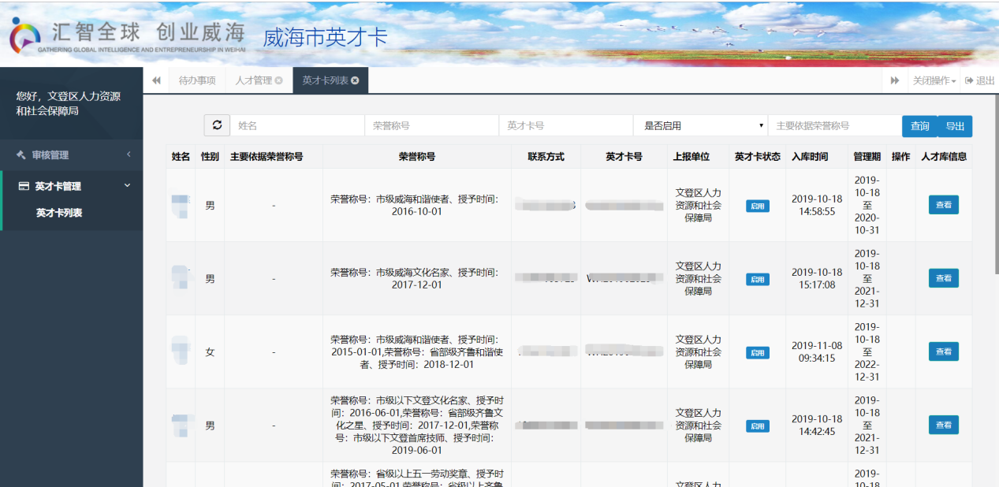 汇智全球 创业威海
GATHERING GLOBAL INTELLIGENCE AND ENTREPRENEURSHIP IN WEIHAI
威海市英才卡
您好，文登区人力资源
和社会保障局
审核管理
英才卡管理
英才卡列表
待办事项 人才管理 英才卡列表 关闭操作 退出
姓名 荣誉称号 英才卡号 是否启用 主要依据荣誉称号 查询 导出
姓名 性别 主要依据荣誉称号 荣誉称号 联系方式 英才卡号 上报单位 英才卡状态 入库时间 管理期 操作 人才库信息
男
-
荣誉称号：市级威海和谐使者、授予时间：
2016-10-01
文登区人力
资源和社会
保障局
启用
2019-10-18
14:58:55
2019-
10-18
至
2020-
10-31
查看
男
-
荣誉称号：市级威海文化名家、授予时间：
2017-12-01
文登区人力
资源和社会
保障局
启用
2019-10-18
15:17:08
2019-
10-18
至
2021-
12-31
查看
女
-
荣誉称号：市级威海和谐使者、授予时间：
2015-01-01,荣誉称号：省部级齐鲁和谐使
者、授予时间：2018-12-01
文登区人力
资源和社会
保障局
启用
2019-11-08
09:34:15
2019-
10-18
至
2022-
12-31
查看
男
-
荣誉称号：市级以下文登文化名家、授予时
间：2016-06-01,荣誉称号：省部级齐鲁文
化之星、授予时间：2017-12-01,荣誉称
号：市级以下文登首席技师、授予时间：
2019-06-01
文登区人力
资源和社会
保障局
启用
2019-10-18
14:42:45
2019-
10-18
至
2021-
12-31
查看
荣誉称号：省级以上五一劳动奖章、授予时
间：2017-05-01,荣誉称号：省级以上齐鲁
文登区人力
2019-
10-18